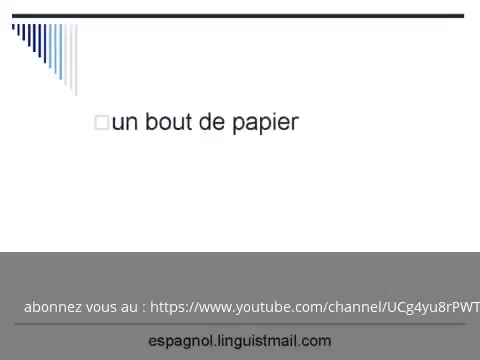 un bout de papier
abonnez vous au : https://www.youtube.com/channel/UCg4yu8rPWT
espagnol.linguistmail.com